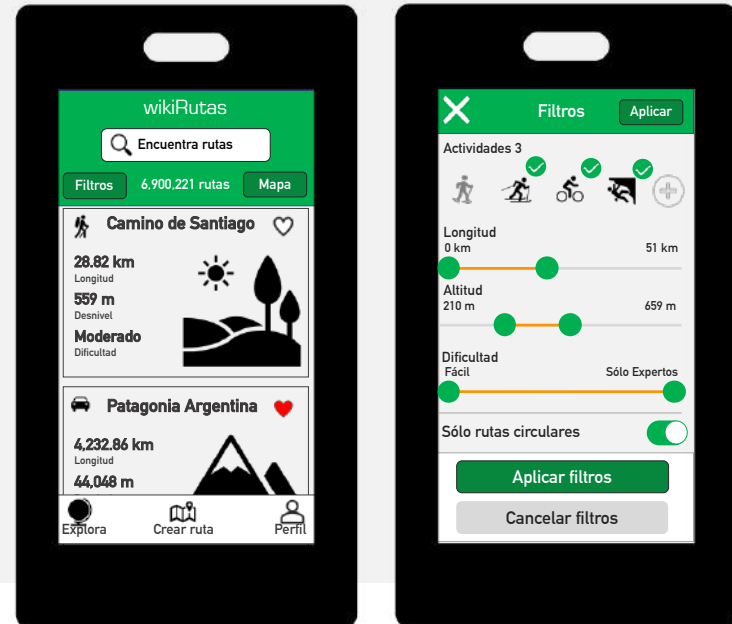 wikiRutas
Encuentra rutas
Filtros 6,900,221 rutas Mapa
Camino de Santiago
28.82 km
Longitud
559 m
Desnivel
Moderado
Dificultad
Patagonia Argentina
4,232.86 km
Longitud
44,048 m
Explora Crear ruta Perfil
Filtros Aplicar
Actividades 3
Longitud
0 km 51 km
Altitud
210 m 659 m
Dificultad
Fácil Sólo Expertos
Sólo rutas circulares
Aplicar filtros
Cancelar filtros